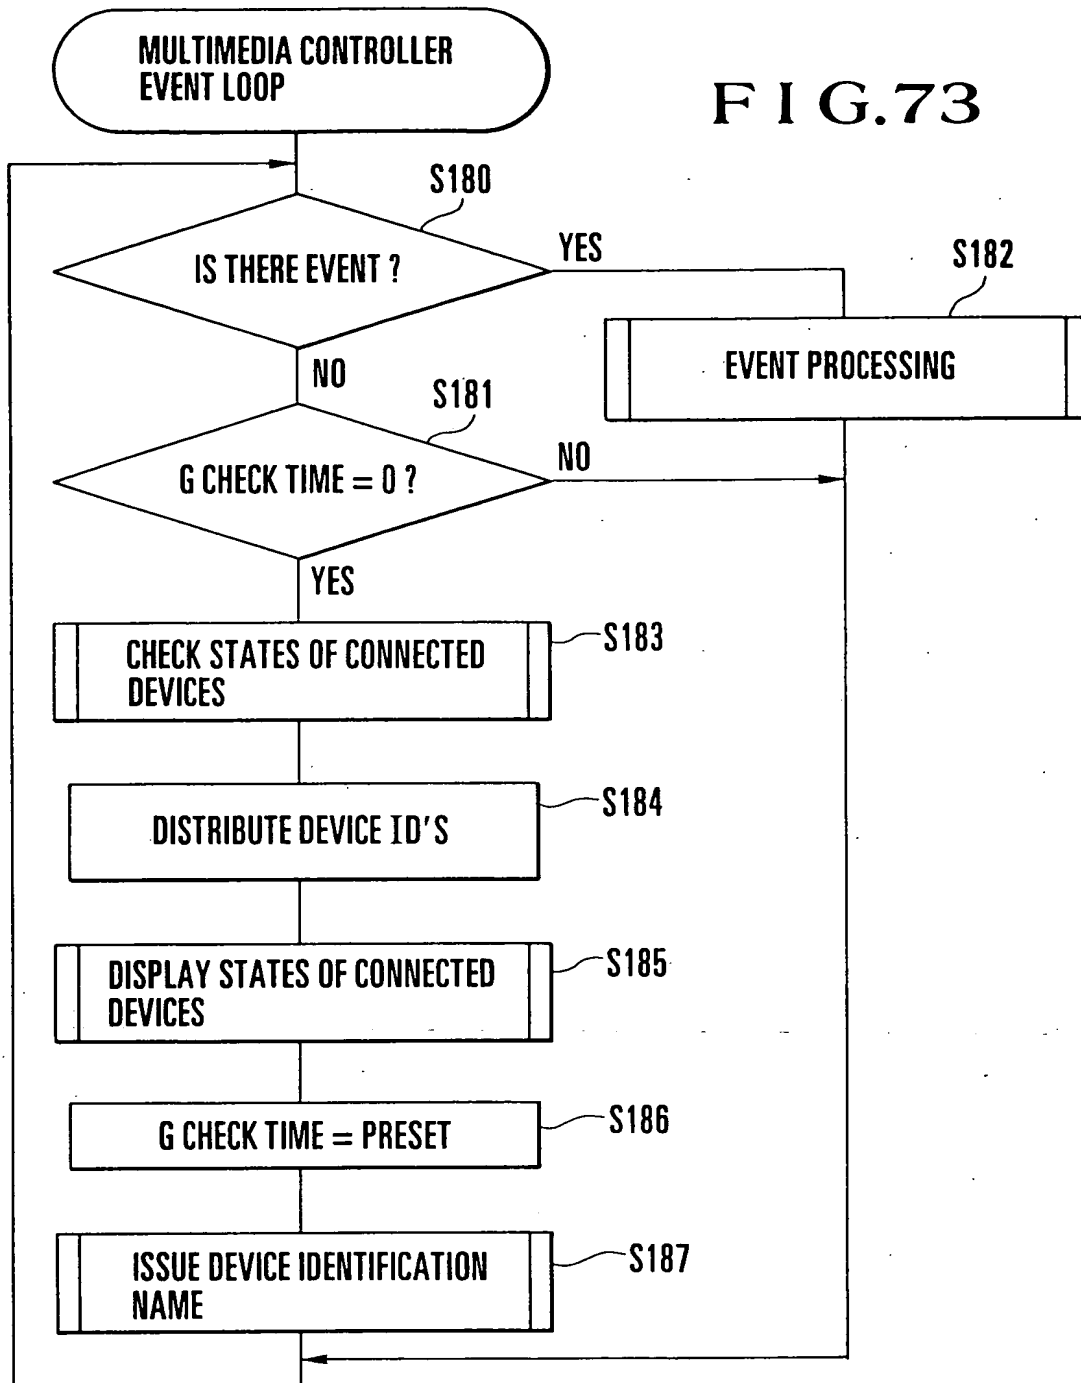 MULTIMEDIA CONTROLLER
EVENT LOOP
FIG.73
S180
IS THERE EVENT ?
YES
S182
EVENT PROCESSING
NO
S181
G CHECK TIME = 0 ?
NO
YES
CHECK STATES OF CONNECTED
DEVICES
S183
DISTRIBUTE DEVICE ID'S
S184
DISPLAY STATES OF CONNECTED
DEVICES
S185
G CHECK TIME = PRESET
S186
ISSUE DEVICE IDENTIFICATION
NAME
S187